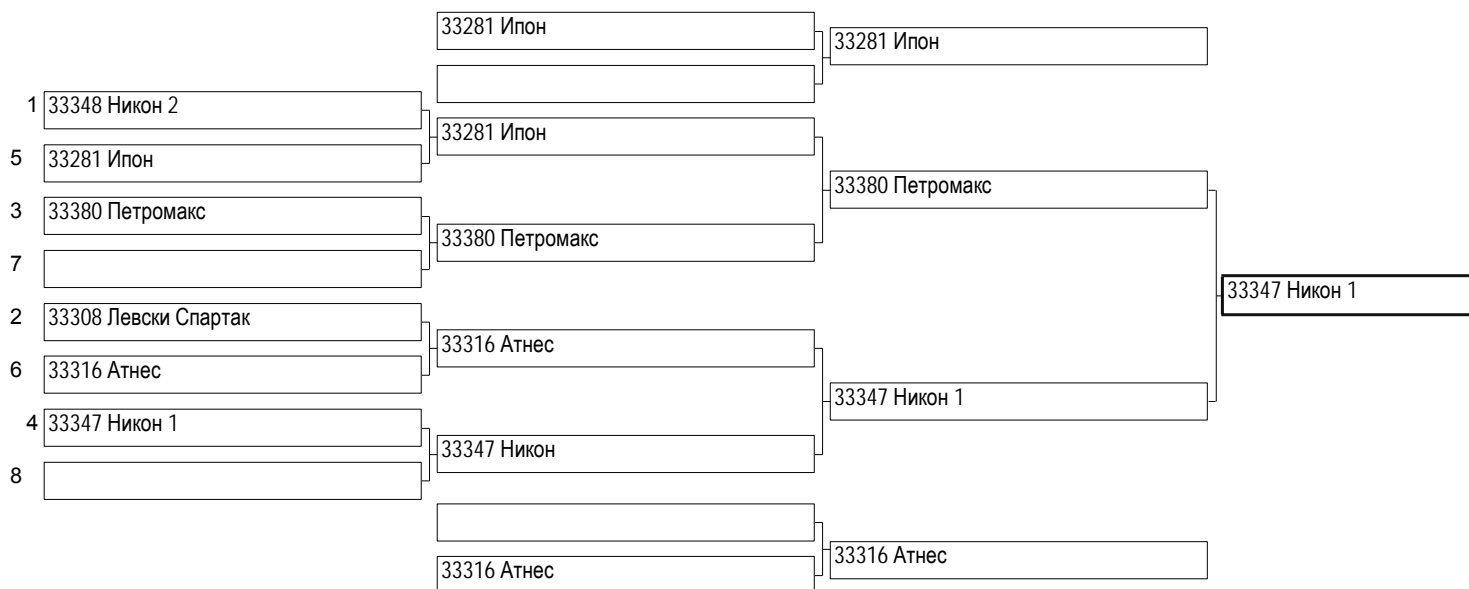 33281 Ипон
33281 Ипон
1 33348 Никон 2
33281 Ипон
5 33281 Ипон
33380 Петромакс
3 33380 Петромакс
33380 Петромакс
7
33347 Никон 1
2 33308 Левски Спартак
33316 Атнес
6 33316 Атнес
33347 Никон 1
4 33347 Никон 1
33347 Никон
8
33316 Атнес
33316 Атнес